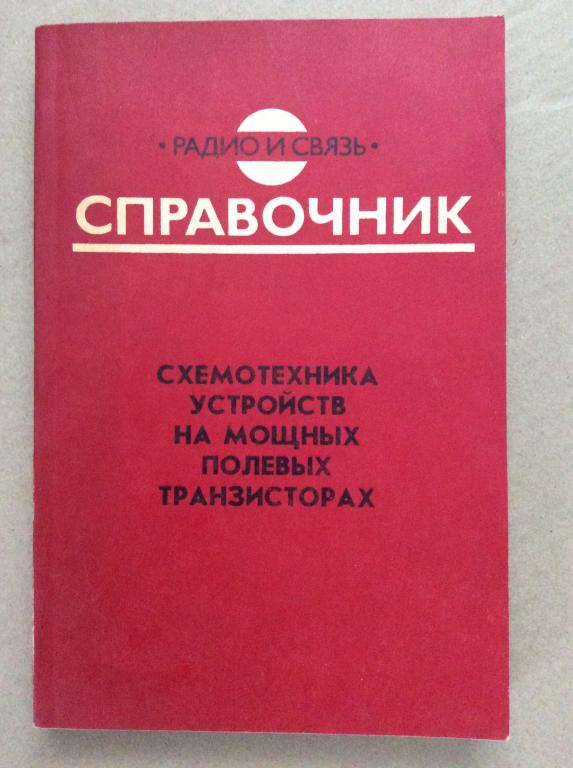 • РАДИО И СВЯЗЬ •
СПРАВОЧНИК
СХЕМОТЕХНИКА
УСТРОЙСТВ
НА МОЩНЫХ
ПОЛЕВЫХ
ТРАНЗИСТОРАХ